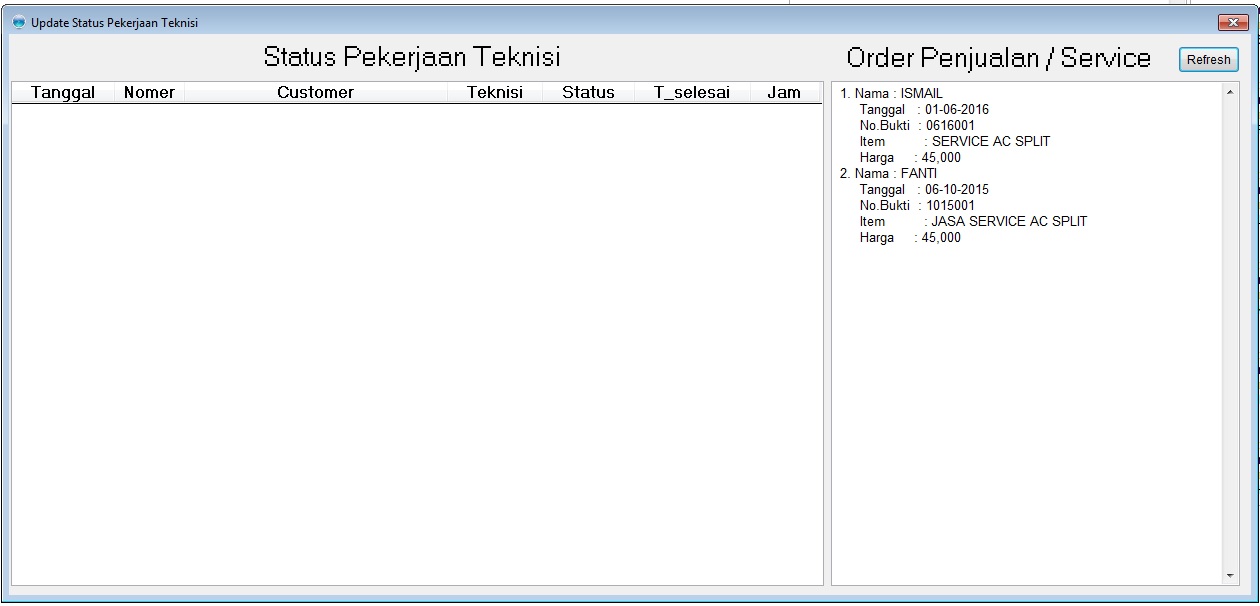 Update Status Pekerjaan Teknisi
Status Pekerjaan Teknisi
Order Penjualan / Service
Refresh
Tanggal Nomer Customer Teknisi Status T_selesai Jam
1. Nama : ISMAIL
Tanggal : 01-06-2016
No.Bukti : 0616001
Item : SERVICE AC SPLIT
Harga : 45,000
2. Nama : FANTI
Tanggal : 06-10-2015
No.Bukti : 1015001
Item : JASA SERVICE AC SPLIT
Harga : 45,000